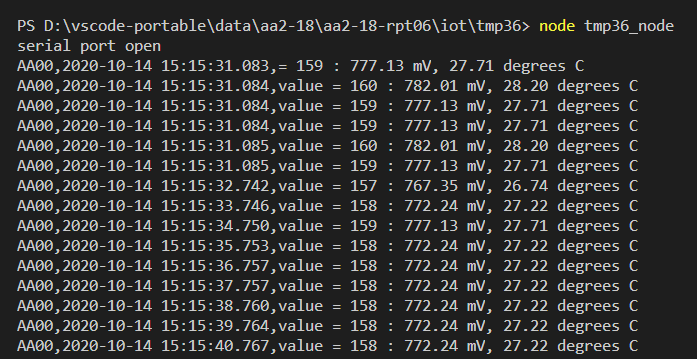 PS D:\vscode-portable\data\aa2-18\aa2-18-rpt06\iot\tmp36> node tmp36_node
serial port open
AA00,2020-10-14 15:15:31.083,= 159 : 777.13 mV, 27.71 degrees C
AA00,2020-10-14 15:15:31.084,value = 160 : 782.01 mV, 28.20 degrees C
AA00,2020-10-14 15:15:31.084,value = 159 : 777.13 mV, 27.71 degrees C
AA00,2020-10-14 15:15:31.084,value = 159 : 777.13 mV, 27.71 degrees C
AA00,2020-10-14 15:15:31.085,value = 160 : 782.01 mV, 28.20 degrees C
AA00,2020-10-14 15:15:31.085,value = 159 : 777.13 mV, 27.71 degrees C
AA00,2020-10-14 15:15:32.742,value = 157 : 767.35 mV, 26.74 degrees C
AA00,2020-10-14 15:15:33.746,value = 158 : 772.24 mV, 27.22 degrees C
AA00,2020-10-14 15:15:34.750,value = 159 : 777.13 mV, 27.71 degrees C
AA00,2020-10-14 15:15:35.753,value = 158 : 772.24 mV, 27.22 degrees C
AA00,2020-10-14 15:15:36.757,value = 158 : 772.24 mV, 27.22 degrees C
AA00,2020-10-14 15:15:37.757,value = 158 : 772.24 mV, 27.22 degrees C
AA00,2020-10-14 15:15:38.760,value = 158 : 772.24 mV, 27.22 degrees C
AA00,2020-10-14 15:15:39.764,value = 158 : 772.24 mV, 27.22 degrees C
AA00,2020-10-14 15:15:40.767,value = 158 : 772.24 mV, 27.22 degrees C